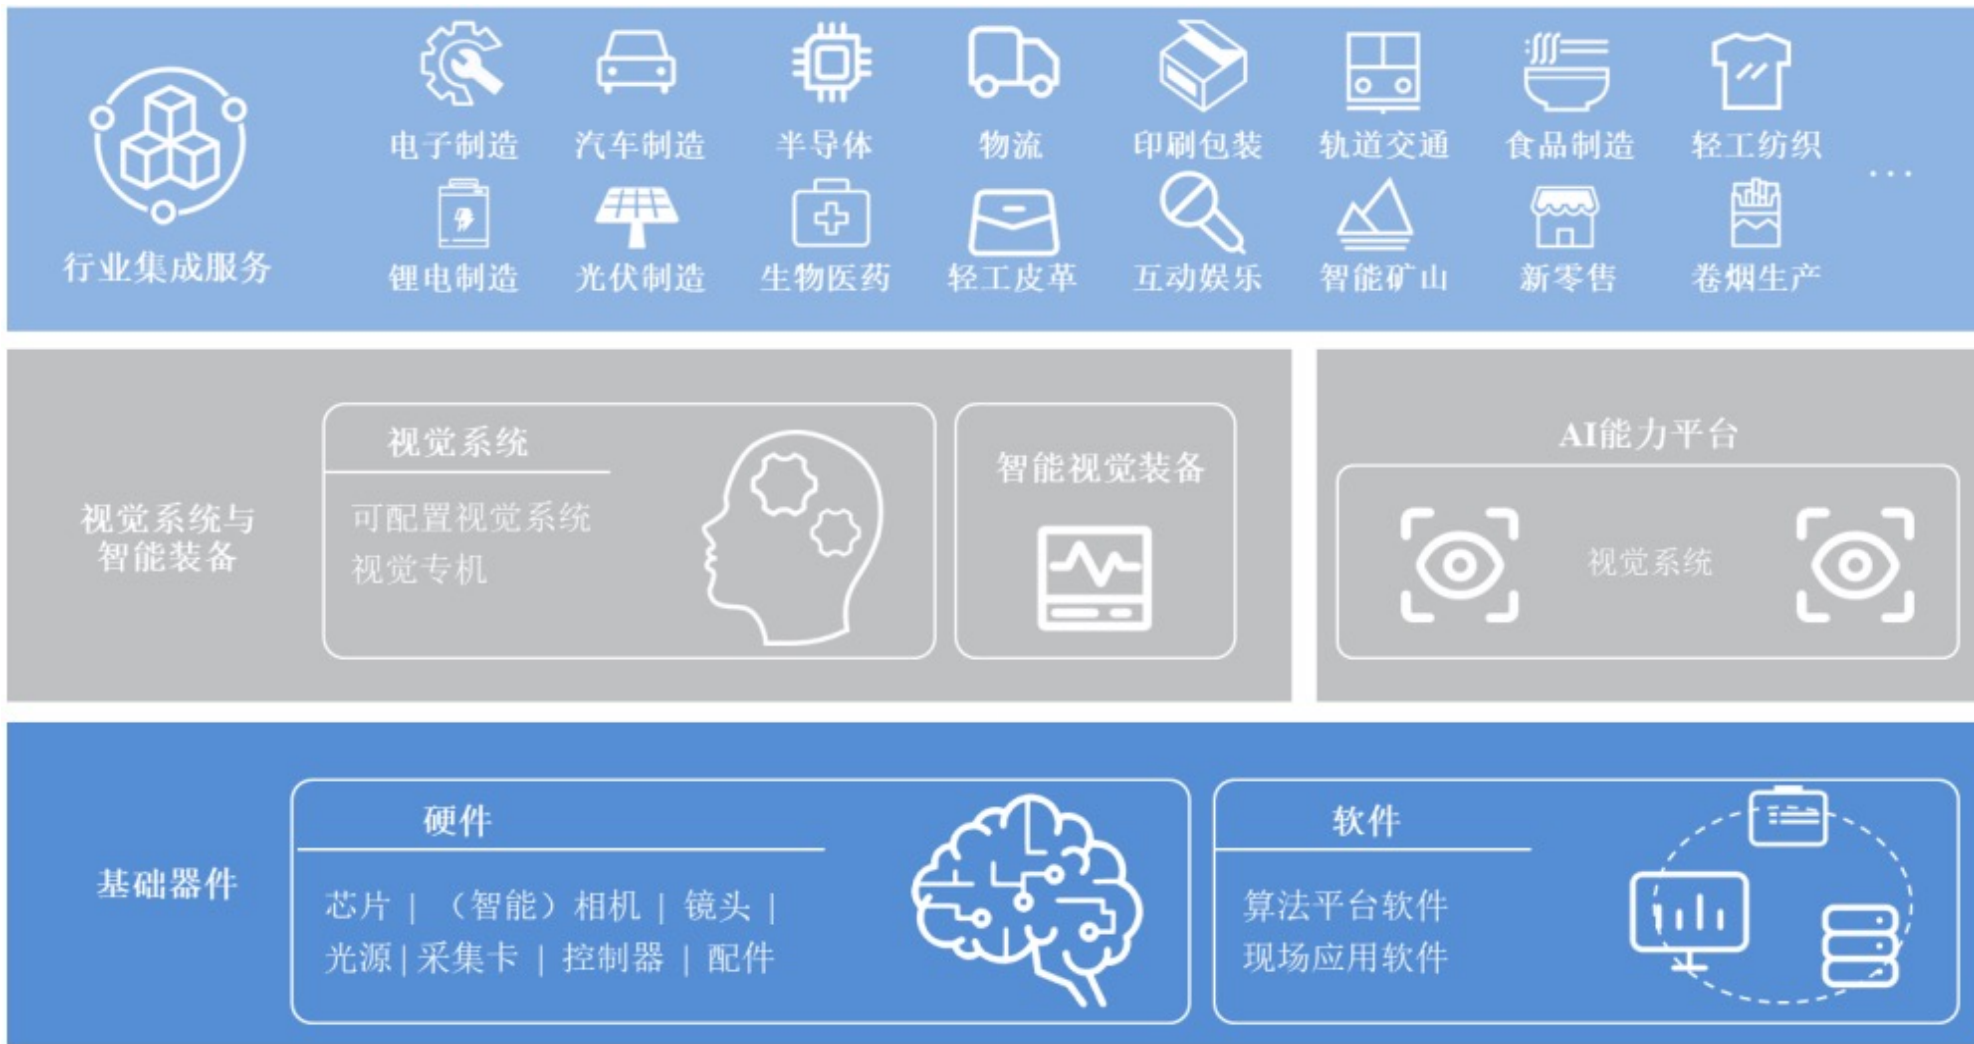 电子制造 汽车制造 半导体 物流 印刷包装 轨道交通 食品制造 轻工纺织
...
行业集成服务
锂电制造 光伏制造 生物医药 轻工皮革 互动娱乐 智能矿山 新零售 卷烟生产
视觉系统与
智能装备
视觉系统
可配置视觉系统
视觉专机
智能视觉装备
AI能力平台
视觉系统
基础器件
硬件
芯片 | （智能）相机 | 镜头 |
光源 | 采集卡 | 控制器 | 配件
软件
算法平台软件
现场应用软件